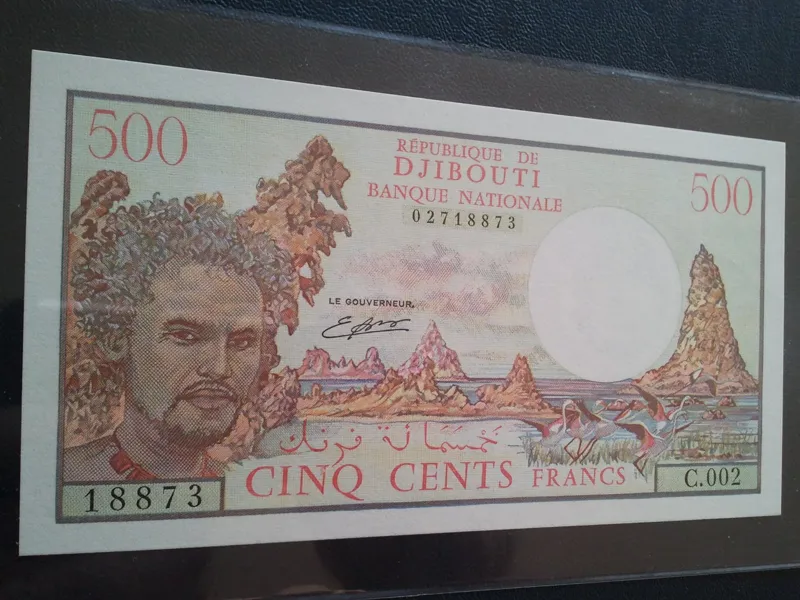 500
RÉPUBLIQUE DE
DJIBOUTI
BANQUE NATIONALE
02718873
500
LE GOUVERNEUR.
خمسمائة فرنك
CINQ CENTS FRANCS
18873
C.002